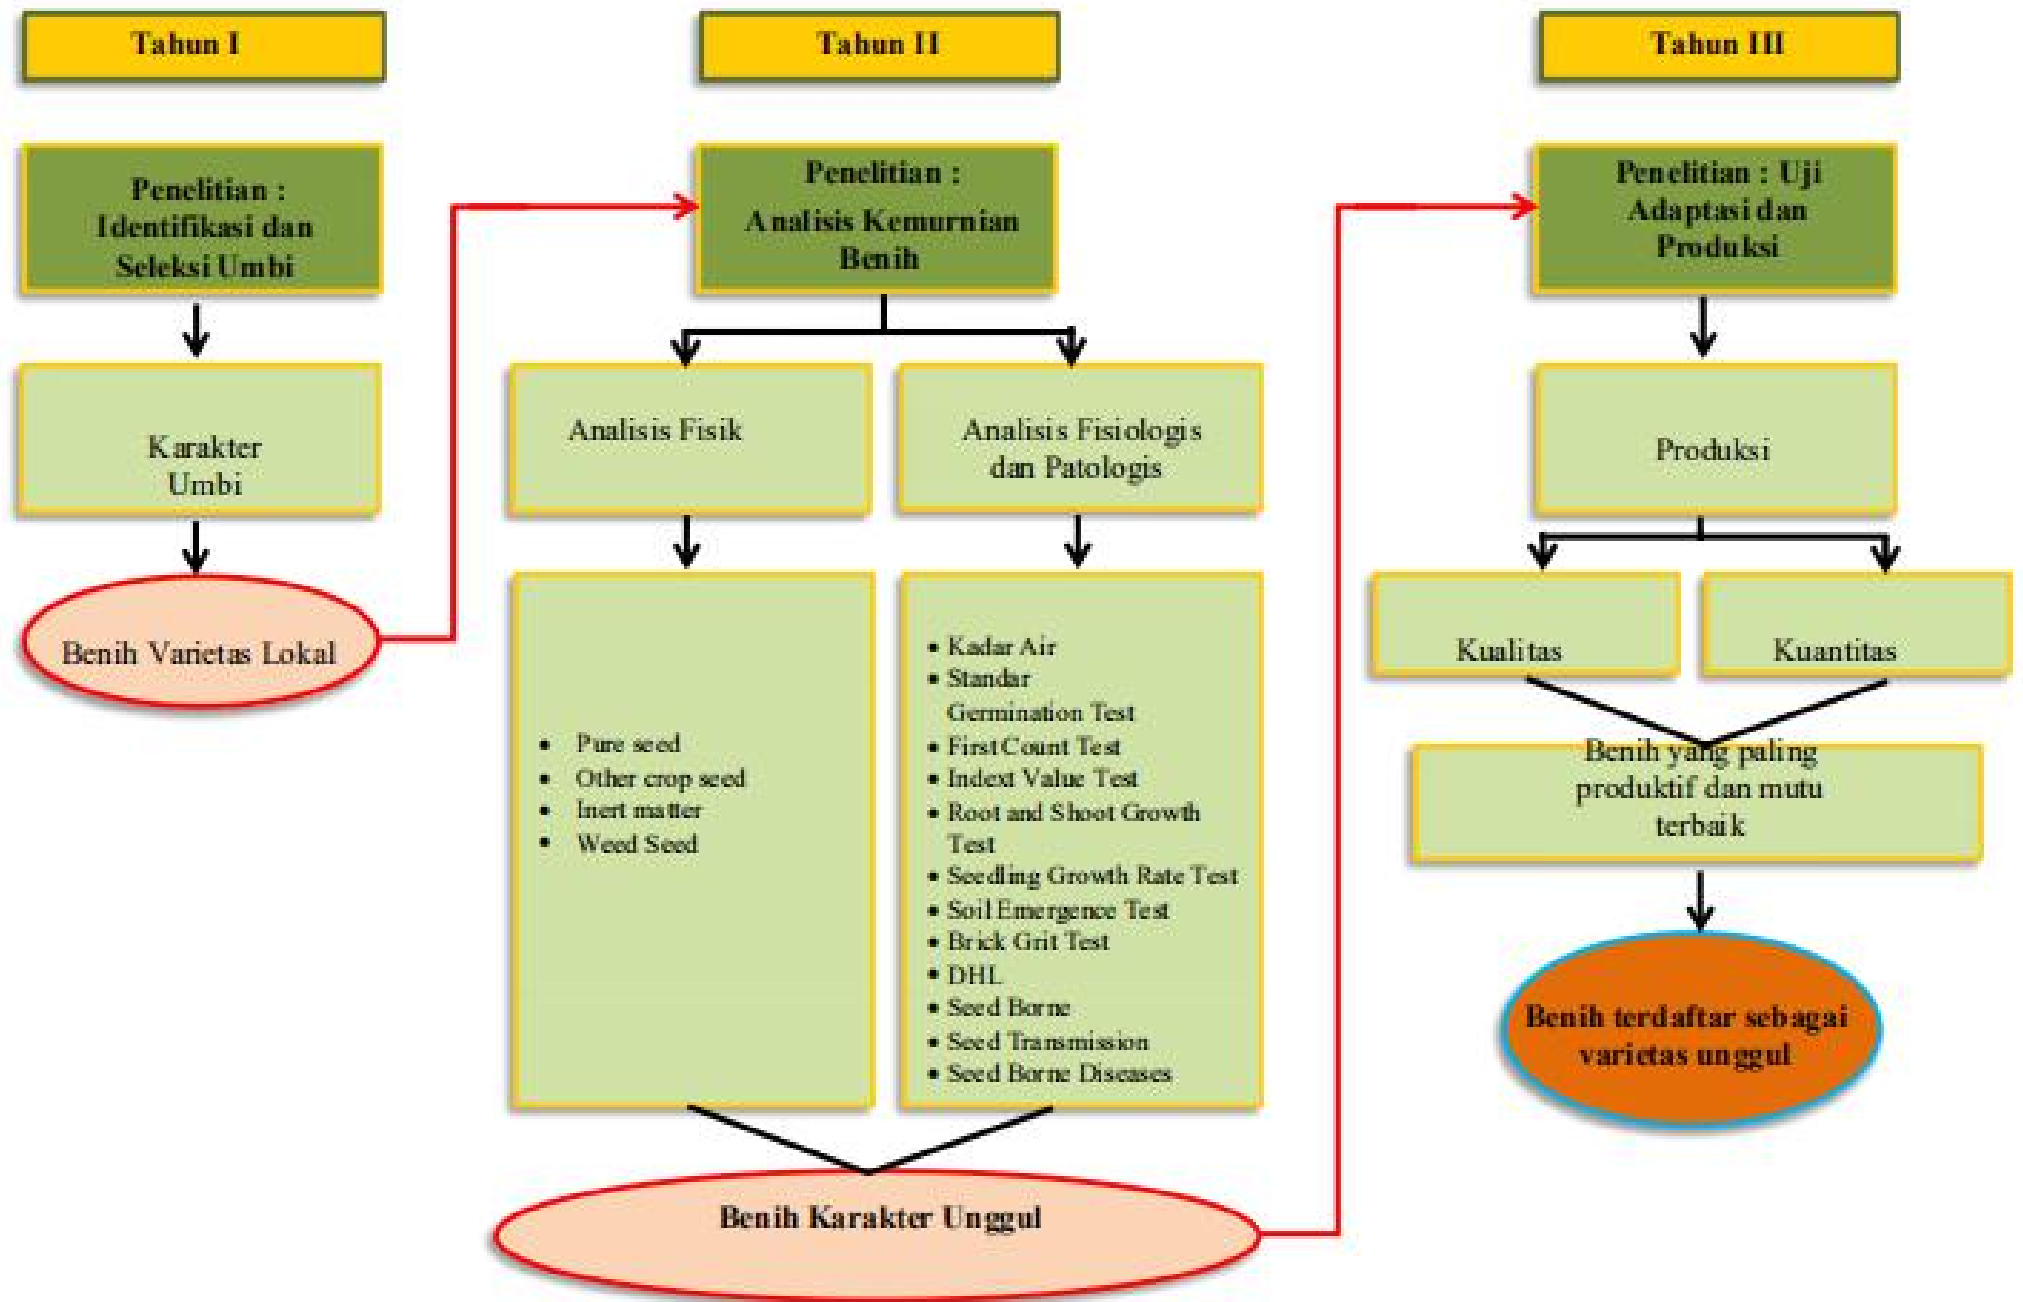 Tahun I
Penelitian :
Identifikasi dan
Seleksi Umbi
Karakter
Umbi
Benih Varietas Lokal
Tahun II
Penelitian :
Analisis Kemurnian
Benih
Analisis Fisik
• Pure seed
• Other crop seed
• Inert matter
• Weed Seed
Analisis Fisiologis
dan Patologis
• Kadar Air
• Standar
Germination Test
• First Count Test
• Indext Value Test
• Root and Shoot Growth
Test
• Seedling Growth Rate Test
• Soil Emergence Test
• Brick Grit Test
• DHL
• Seed Borne
• Seed Transmission
• Seed Borne Diseases
Benih Karakter Unggul
Tahun III
Penelitian : Uji
Adaptasi dan
Produksi
Produksi
Kualitas
Kuantitas
Benih yang paling
produktif dan mutu
terbaik
Benih terdaftar sebagai
varietas unggul